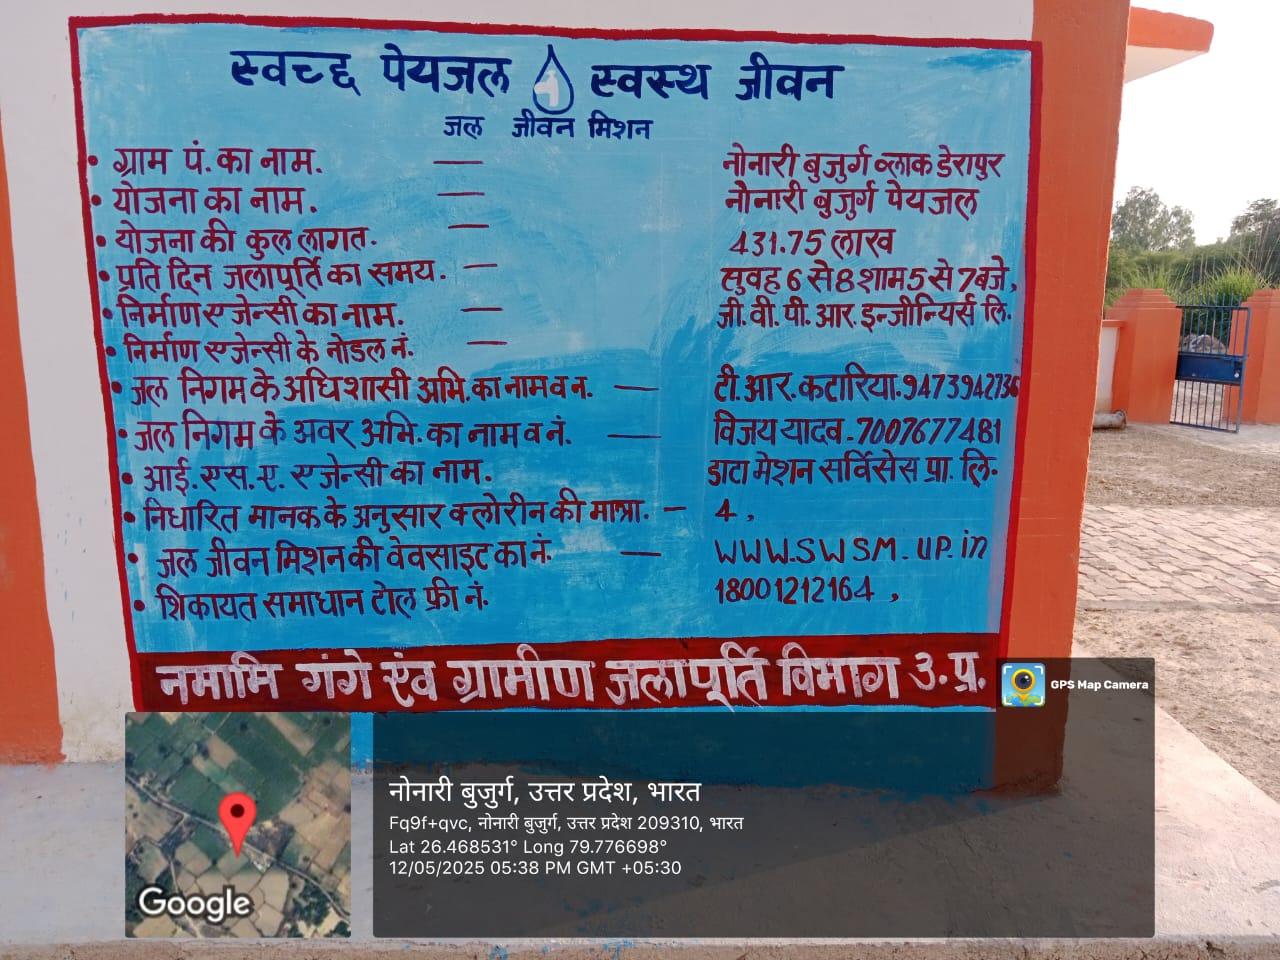 स्वच्छ पेयजल स्वस्थ जीवन
जल जीवन मिशन
• ग्राम पं. का नाम. — नोनारी बुजुर्ग ब्लाक डेरापुर
• योजना का नाम. — नोनारी बुजुर्ग पेयजल
• योजना की कुल लागत. — 431.75 लाख
• प्रति दिन जलापूर्ति का समय. — सुवह 6 से 8 शाम 5 से 7 बजे,
• निर्माण एजेन्सी का नाम. — जी. वी. पी. आर. इन्जीन्यिर्स लि.
• निर्माण एजेन्सी के नोडल नं. —
• जल निगम के अधिशासी अभि. का नाम व न. — टी. आर. कटारिया. 9473942736
• जल निगम के अवर अभि. का नाम व नं. — विजय यादव - 7007677481
• आई. एस. ए. एजेन्सी का नाम. डाटा मेशन सर्विसेस प्रा. लि.
• निर्धारित मानक के अनुसार क्लोरीन की मात्रा. — 4,
• जल जीवन मिशन की वेवसाइट का नं. — WWW.SWSM.UP.in
• शिकायत समाधान टोल फ्री नं. 18001212164,
नमामि गंगे एंव ग्रामीण जलापूर्ति विभाग उ. प्र.
GPS Map Camera
नोनारी बुजुर्ग, उत्तर प्रदेश, भारत
Fq9f+qvc, नोनारी बुजुर्ग, उत्तर प्रदेश 209310, भारत
Lat 26.468531° Long 79.776698°
12/05/2025 05:38 PM GMT +05:30
Google